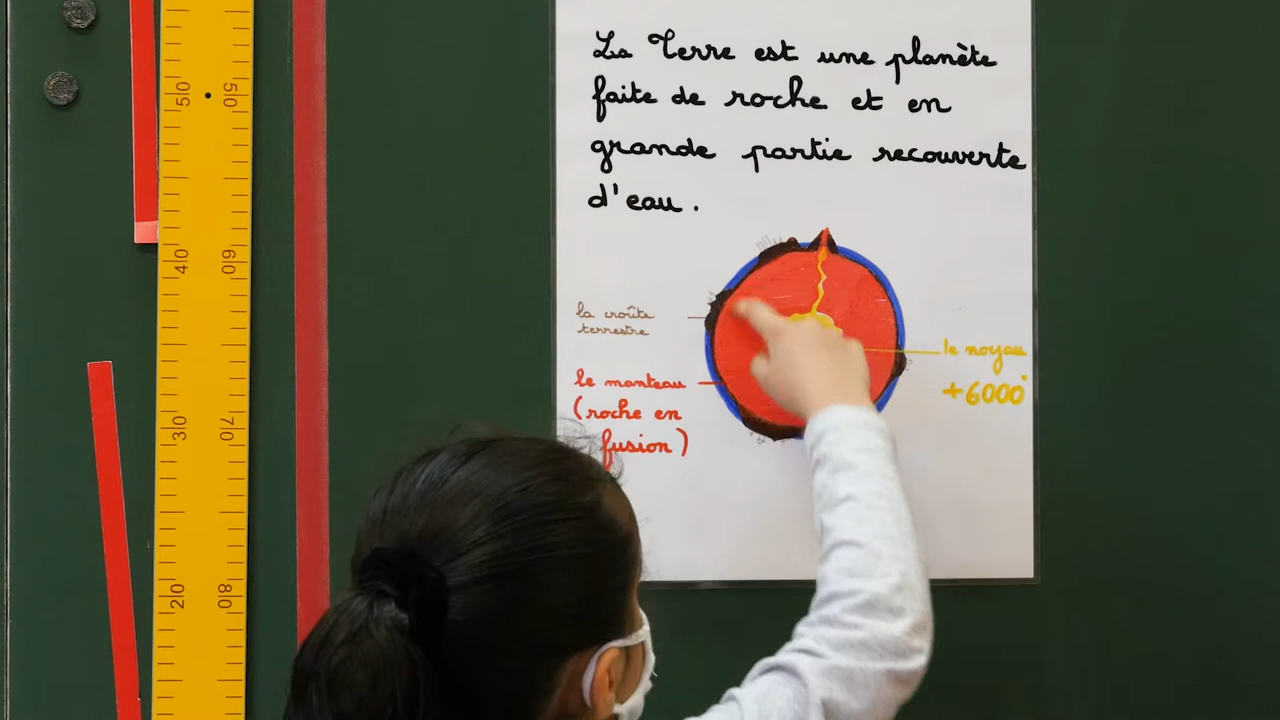 La Terre est une planète
faite de roche et en
grande partie recouverte
d'eau.
la croûte
terrestre
le manteau
(roche en
fusion)
le noyau
+6000°
50 50
40 60
30 70
20 80